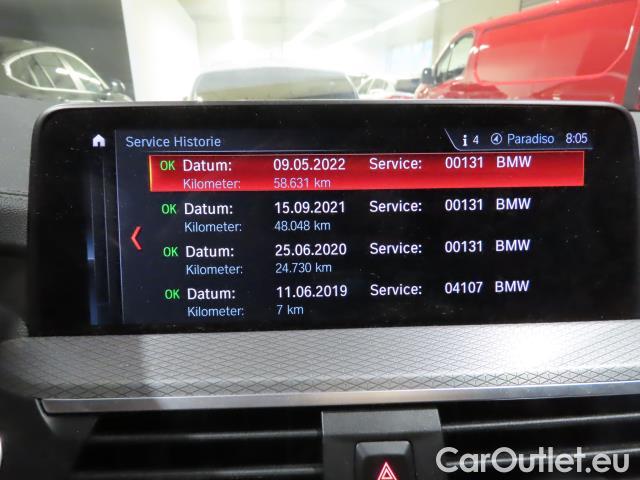 Service Historie
i 4 Paradiso 8:05
OK Datum: 09.05.2022 Service: 00131 BMW
Kilometer: 58.631 km
OK Datum: 15.09.2021 Service: 00131 BMW
Kilometer: 48.048 km
OK Datum: 25.06.2020 Service: 00131 BMW
Kilometer: 24.730 km
OK Datum: 11.06.2019 Service: 04107 BMW
Kilometer: 7 km
CarOutlet.eu